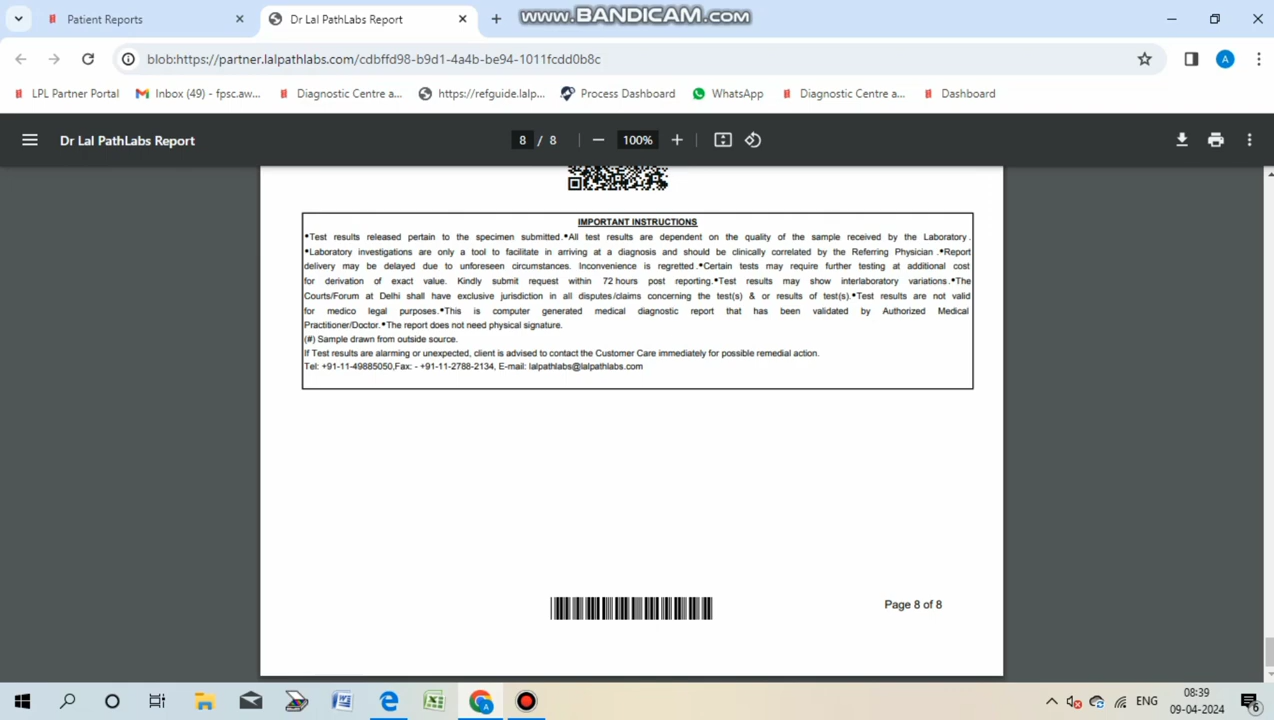 Patient Reports
Dr Lal PathLabs Report
www.BANDICAM.com
blob:https://partner.lalpathlabs.com/cdbffd98-b9d1-4a4b-be94-1011fcdd0b8c
A
LPL Partner Portal
Inbox (49) - fpsc.aw...
Diagnostic Centre a...
https://refguide.lalp...
Process Dashboard
WhatsApp
Diagnostic Centre a...
Dashboard
Dr Lal PathLabs Report
8 / 8
100%
IMPORTANT INSTRUCTIONS
•Test results released pertain to the specimen submitted.•All test results are dependent on the quality of the sample received by the Laboratory.
•Laboratory investigations are only a tool to facilitate in arriving at a diagnosis and should be clinically correlated by the Referring Physician .•Report
delivery may be delayed due to unforeseen circumstances. Inconvenience is regretted.•Certain tests may require further testing at additional cost
for derivation of exact value. Kindly submit request within 72 hours post reporting.•Test results may show interlaboratory variations.•The
Courts/Forum at Delhi shall have exclusive jurisdiction in all disputes/claims concerning the test(s) & or results of test(s).•Test results are not valid
for medico legal purposes.•This is computer generated medical diagnostic report that has been validated by Authorized Medical
Practitioner/Doctor.•The report does not need physical signature.
(#) Sample drawn from outside source.
If Test results are alarming or unexpected, client is advised to contact the Customer Care immediately for possible remedial action.
Tel: +91-11-49885050,Fax: - +91-11-2788-2134, E-mail: lalpathlabs@lalpathlabs.com
Page 8 of 8
ENG
08:39
09-04-2024
6